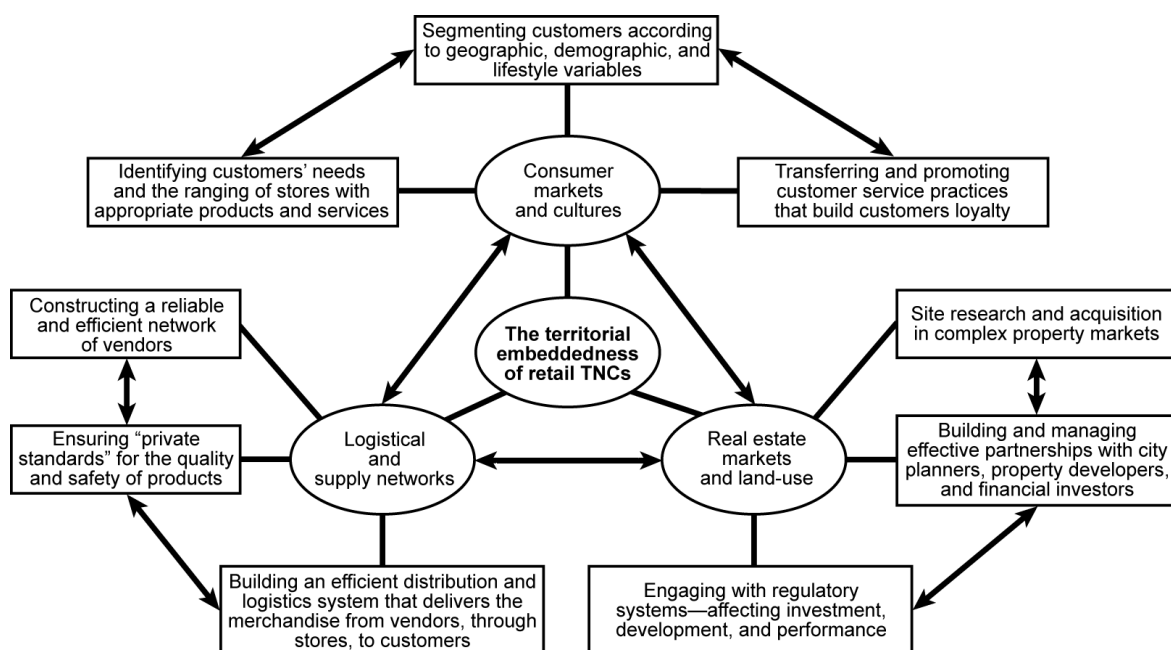 Segmenting customers according
to geographic, demographic, and
lifestyle variables
Identifying customers' needs
and the ranging of stores with
appropriate products and services
Consumer
markets
and cultures
Transferring and promoting
customer service practices
that build customers loyalty
Constructing a reliable
and efficient network
of vendors
The territorial
embeddedness
of retail TNCs
Site research and acquisition
in complex property markets
Ensuring “private
standards” for the quality
and safety of products
Logistical
and
supply networks
Real estate
markets
and land-use
Building and managing
effective partnerships with city
planners, property developers,
and financial investors
Building an efficient distribution and
logistics system that delivers the
merchandise from vendors, through
stores, to customers
Engaging with regulatory
systems—affecting investment,
development, and performance